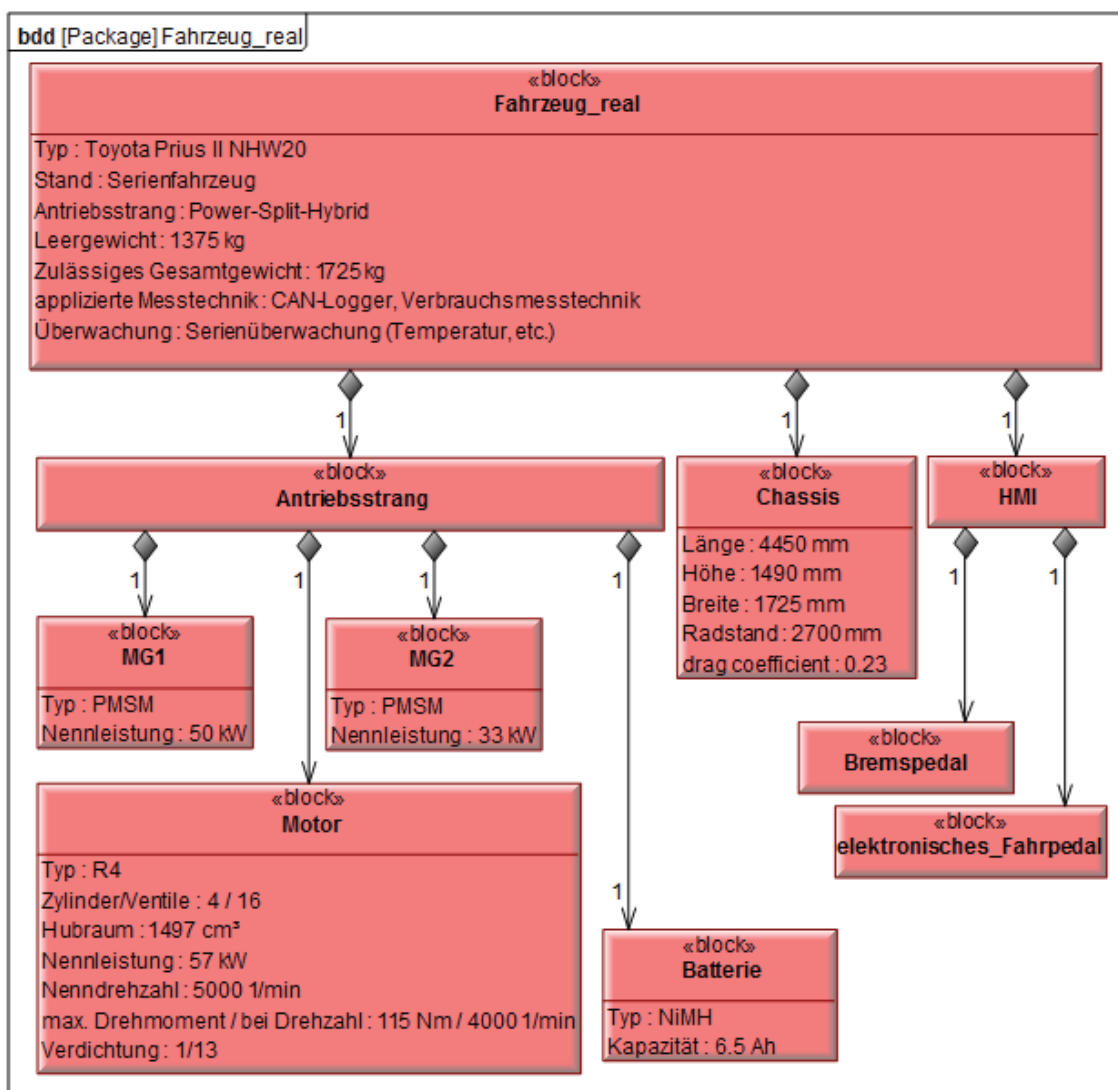 bdd [Package] Fahrzeug_real
«block»
Fahrzeug_real
Typ : Toyota Prius II NHW20
Stand : Serienfahrzeug
Antriebsstrang : Power-Split-Hybrid
Leergewicht : 1375 kg
Zulässiges Gesamtgewicht : 1725 kg
applizierte Messtechnik : CAN-Logger, Verbrauchsmesstechnik
Überwachung : Serienüberwachung (Temperatur, etc.)
1
1
1
«block»
Antriebsstrang
«block»
Chassis
Länge : 4450 mm
Höhe : 1490 mm
Breite : 1725 mm
Radstand : 2700 mm
drag coefficient : 0.23
«block»
HMI
1
1
1
1
1
1
«block»
MG1
Typ : PMSM
Nennleistung : 50 kW
«block»
MG2
Typ : PMSM
Nennleistung : 33 kW
«block»
Bremspedal
«block»
elektronisches_Fahrpedal
«block»
Motor
Typ : R4
Zylinder/Ventile : 4 / 16
Hubraum : 1497 cm³
Nennleistung : 57 kW
Nenndrehzahl : 5000 1/min
max. Drehmoment / bei Drehzahl : 115 Nm / 4000 1/min
Verdichtung : 1/13
«block»
Batterie
Typ : NiMH
Kapazität : 6.5 Ah